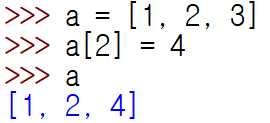 >>> a = [1, 2, 3]
>>> a[2] = 4
>>> a
[1, 2, 4]